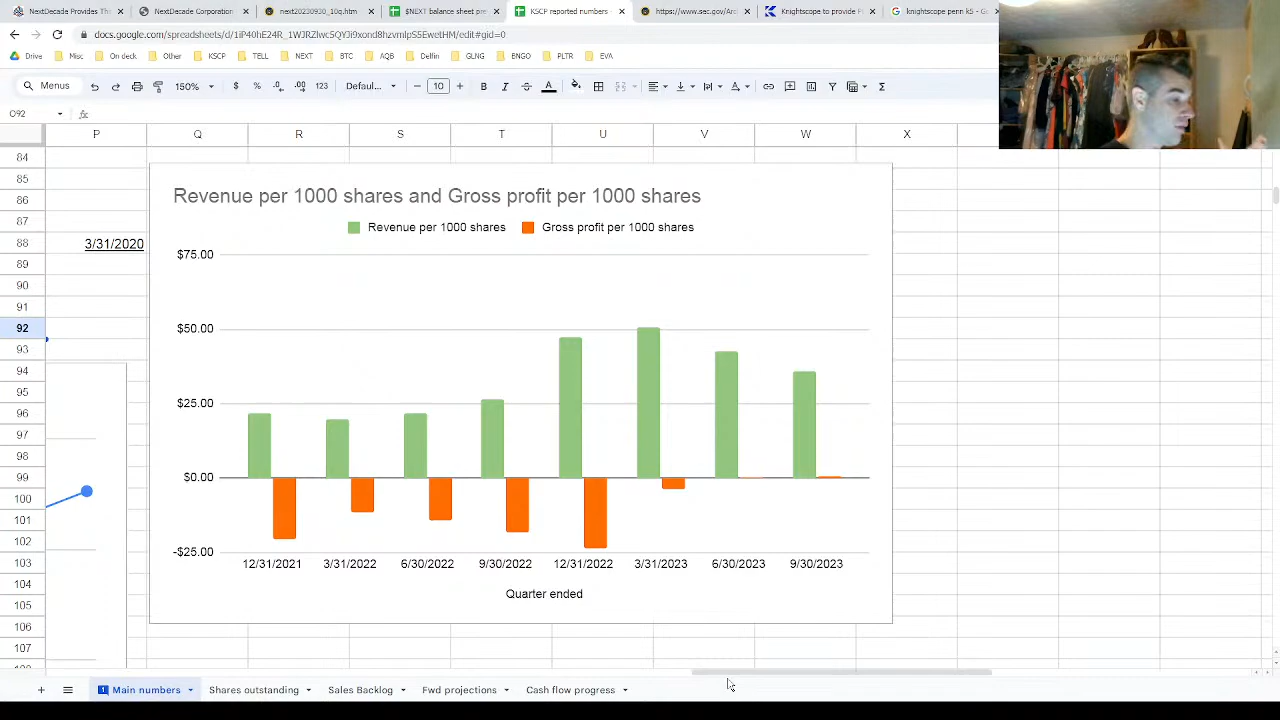 NextDecade Provides Th
NextDecade Corporation
next20230930_10q.htm
$NEXT balance sheet pre
KSCP reported numbers
https://www.sec.gov/Arc
Knightscope to provide F
knightscope penn K5 - G
docs.google.com/spreadsheets/d/
/edit#gid=0
Drive
Misc
On deck
Other
KSCP
TELL
NEXT
BTC
AQB
Delfin
GLNG
BNGO
PLTR
EVA
Menus
150%
$
%
.0
.00
123
Defaul...
10
B
I
A
O92
fx
P Q R S T U V W X
84
85
86
87
88
89
90
91
92
93
94
95
96
97
98
99
100
101
102
103
104
105
106
107
3/31/2020
Revenue per 1000 shares and Gross profit per 1000 shares
Revenue per 1000 shares
Gross profit per 1000 shares
$75.00
$50.00
$25.00
$0.00
-$25.00
12/31/2021 3/31/2022 6/30/2022 9/30/2022 12/31/2022 3/31/2023 6/30/2023 9/30/2023
Quarter ended
1 Main numbers
Shares outstanding
Sales Backlog
Fwd projections
Cash flow progress